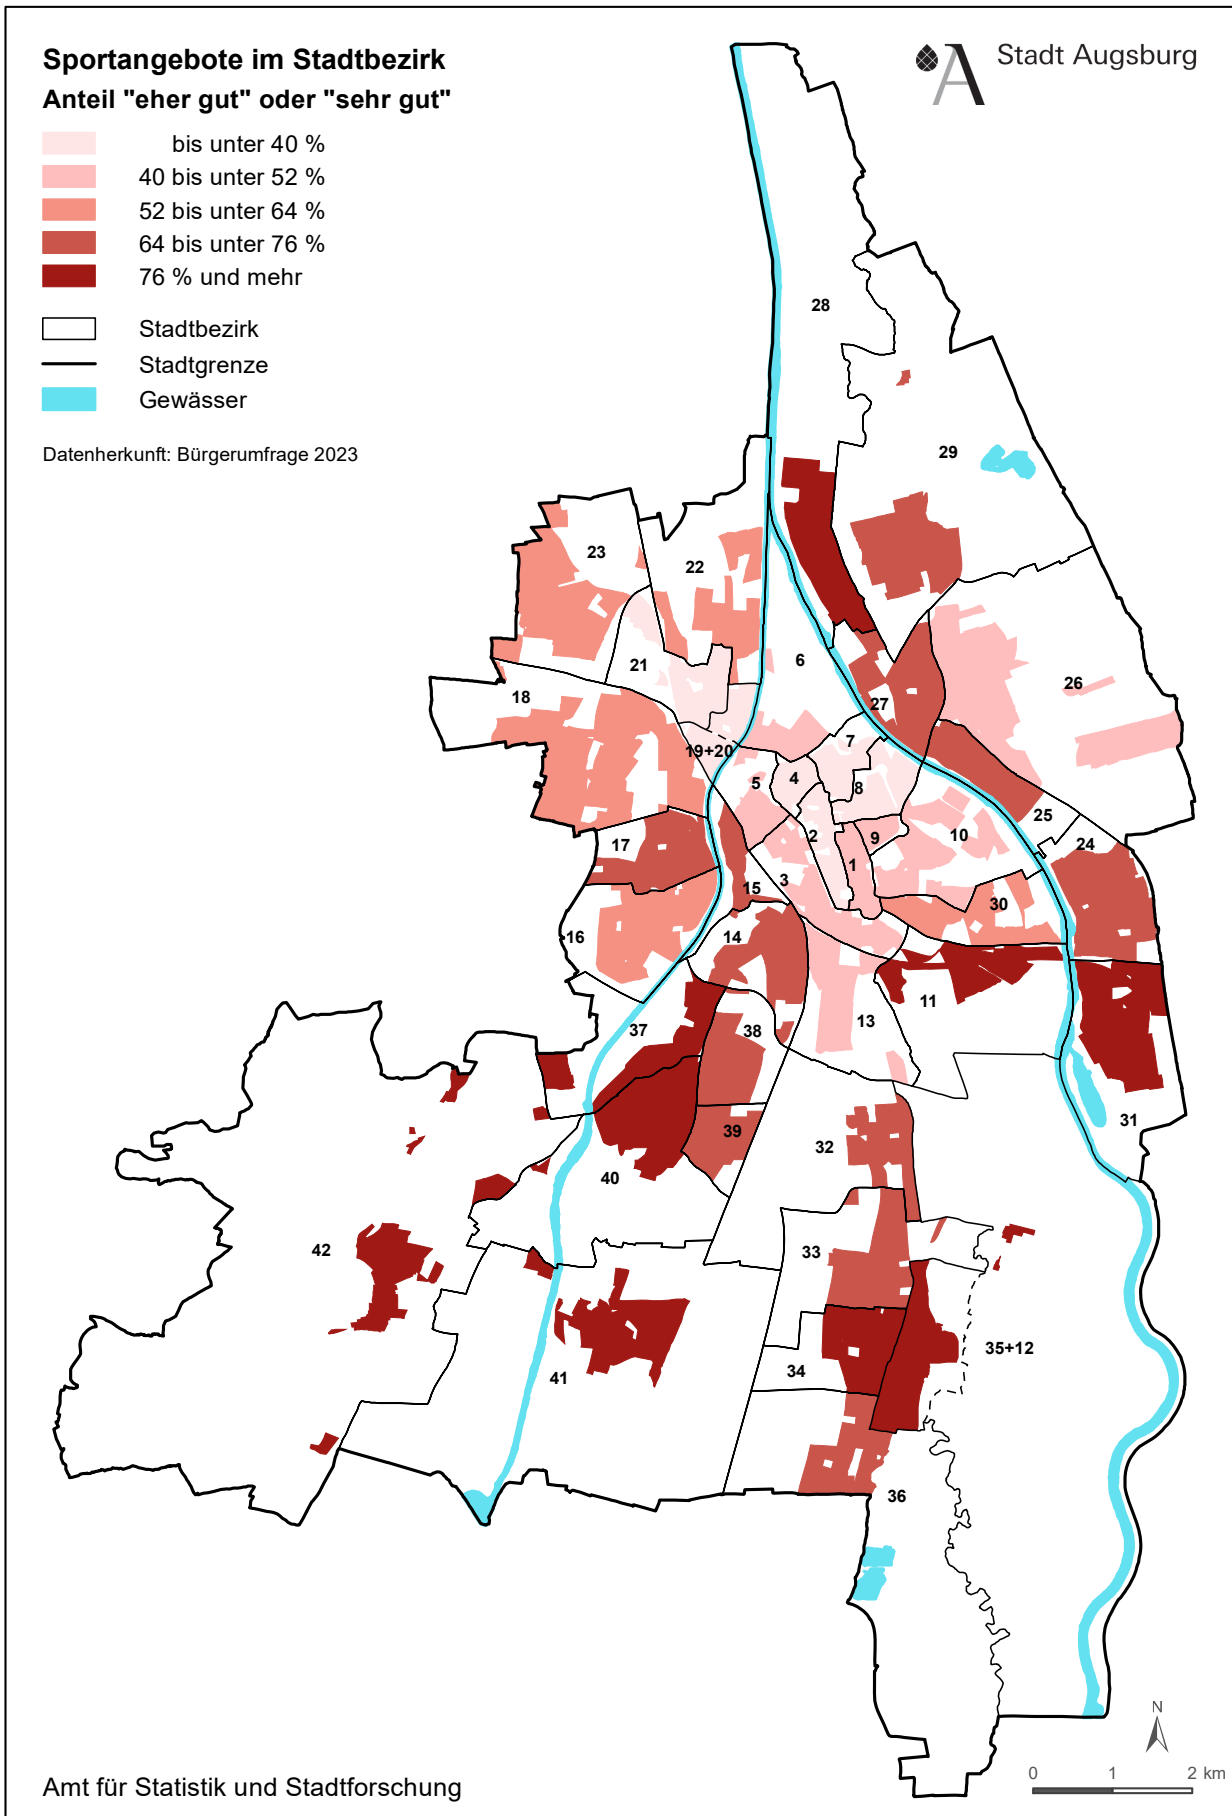 Sportangebote im Stadtbezirk
Anteil "eher gut" oder "sehr gut"
bis unter 40 %
40 bis unter 52 %
52 bis unter 64 %
64 bis unter 76 %
76 % und mehr
Stadtbezirk
Stadtgrenze
Gewässer
Datenherkunft: Bürgerumfrage 2023
A Stadt Augsburg
28
29
23
22
6
21
26
18
27
7
19+20
5
4
8
25
2
9
10
24
17
1
3
15
30
16
14
11
13
37
38
31
39
32
40
42
33
35+12
41
34
36
N
0 1 2 km
Amt für Statistik und Stadtforschung